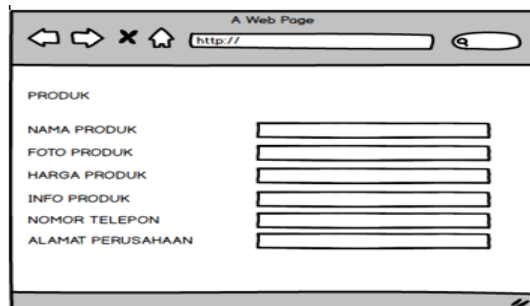 A Web Page
http://
PRODUK
NAMA PRODUK
FOTO PRODUK
HARGA PRODUK
INFO PRODUK
NOMOR TELEPON
ALAMAT PERUSAHAAN